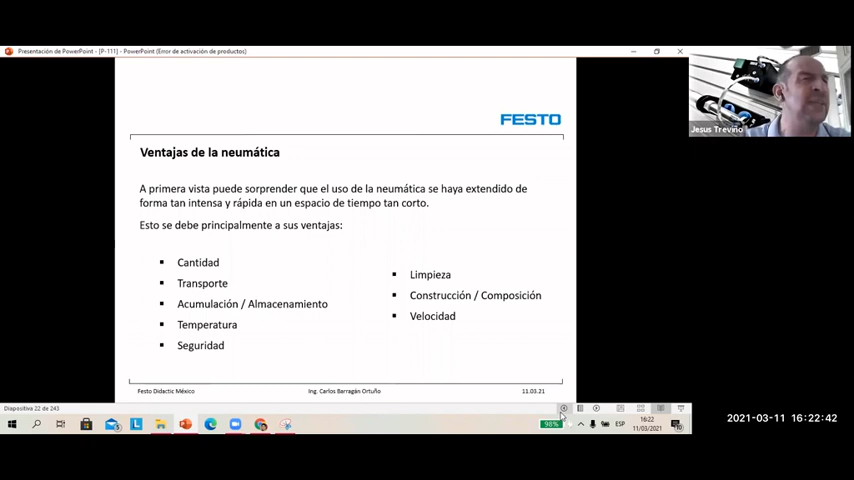 Presentación de PowerPoint - [P-111] - PowerPoint (Error de activación de productos)
FESTO
Ventajas de la neumática
A primera vista puede sorprender que el uso de la neumática se haya extendido de
forma tan intensa y rápida en un espacio de tiempo tan corto.
Esto se debe principalmente a sus ventajas:
Cantidad
Transporte
Acumulación / Almacenamiento
Temperatura
Seguridad
Limpieza
Construcción / Composición
Velocidad
Festo Didactic México
Ing. Carlos Barragán Ortuño
11.03.21
Jesus Treviño
Diapositiva 22 de 243
98%
ESP
16:22
11/03/2021
2021-03-11 16:22:42